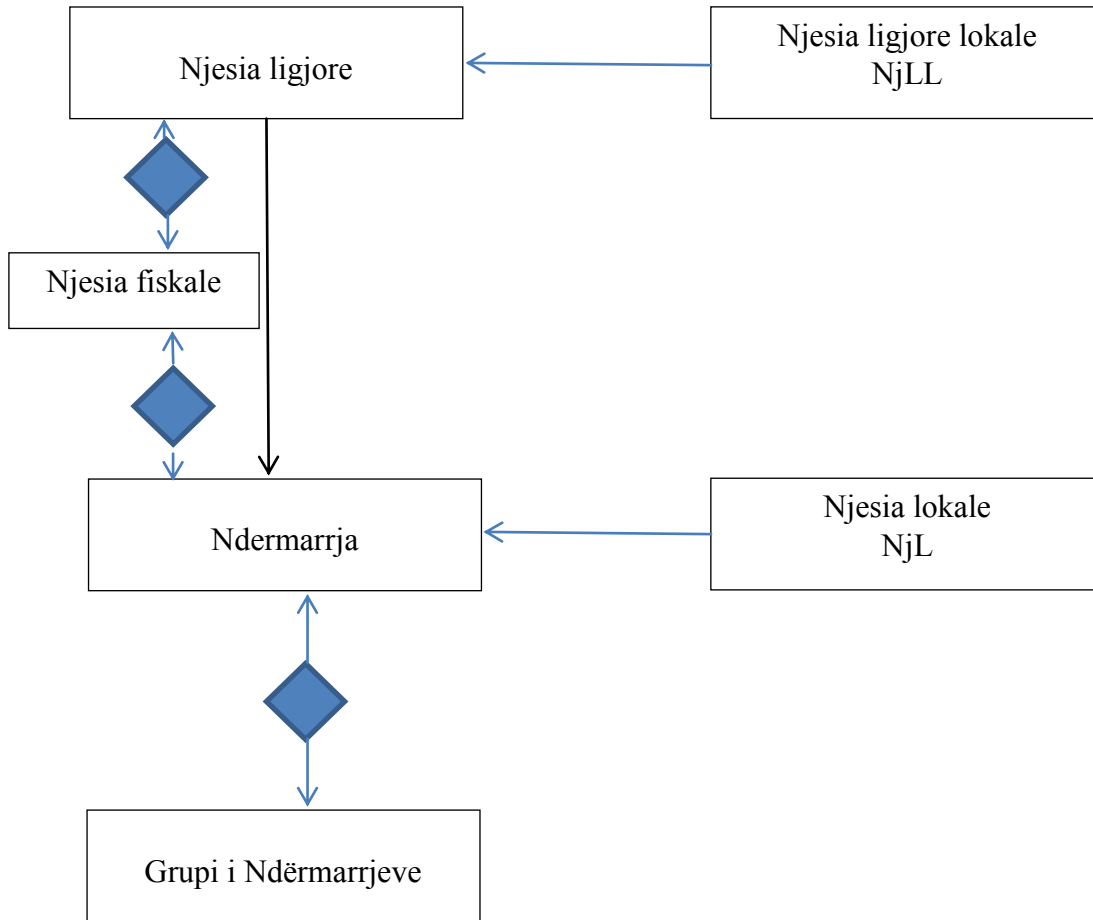 Njesia ligjore
Njesia ligjore lokale
NjLL
Njesia fiskale
Ndermarrja
Njesia lokale
NjL
Grupi i Ndërmarrjeve